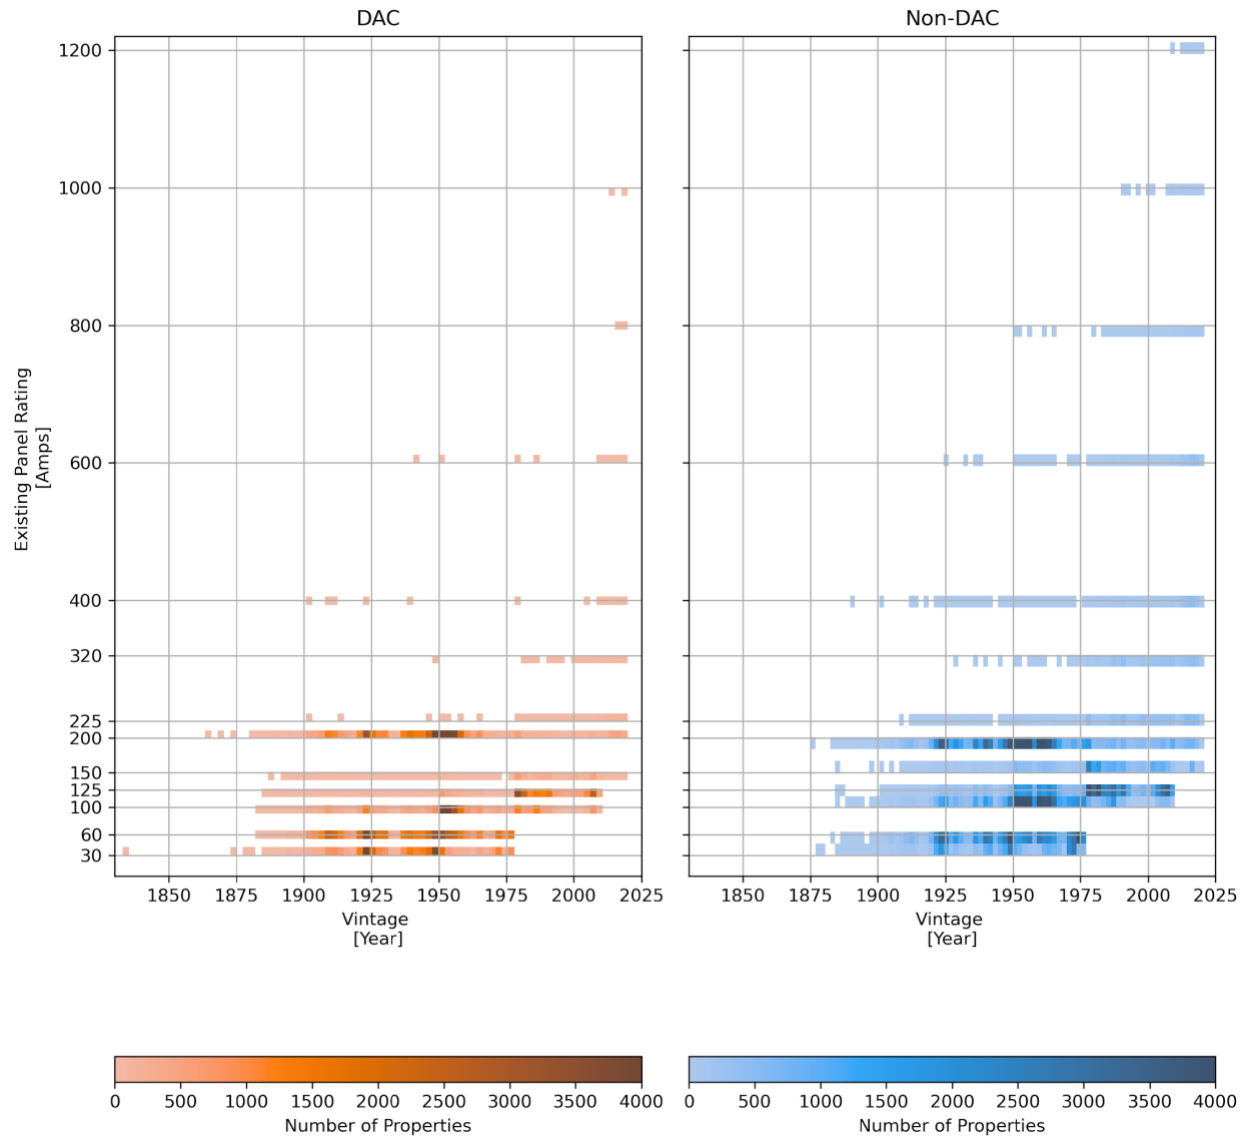 DAC
Non-DAC
Existing Panel Rating
[Amps]
1200
1000
800
600
400
320
225
200
150
125
100
60
30
1850 1875 1900 1925 1950 1975 2000 2025
Vintage
[Year]
1850 1875 1900 1925 1950 1975 2000 2025
Vintage
[Year]
0 500 1000 1500 2000 2500 3000 3500 4000
Number of Properties
0 500 1000 1500 2000 2500 3000 3500 4000
Number of Properties